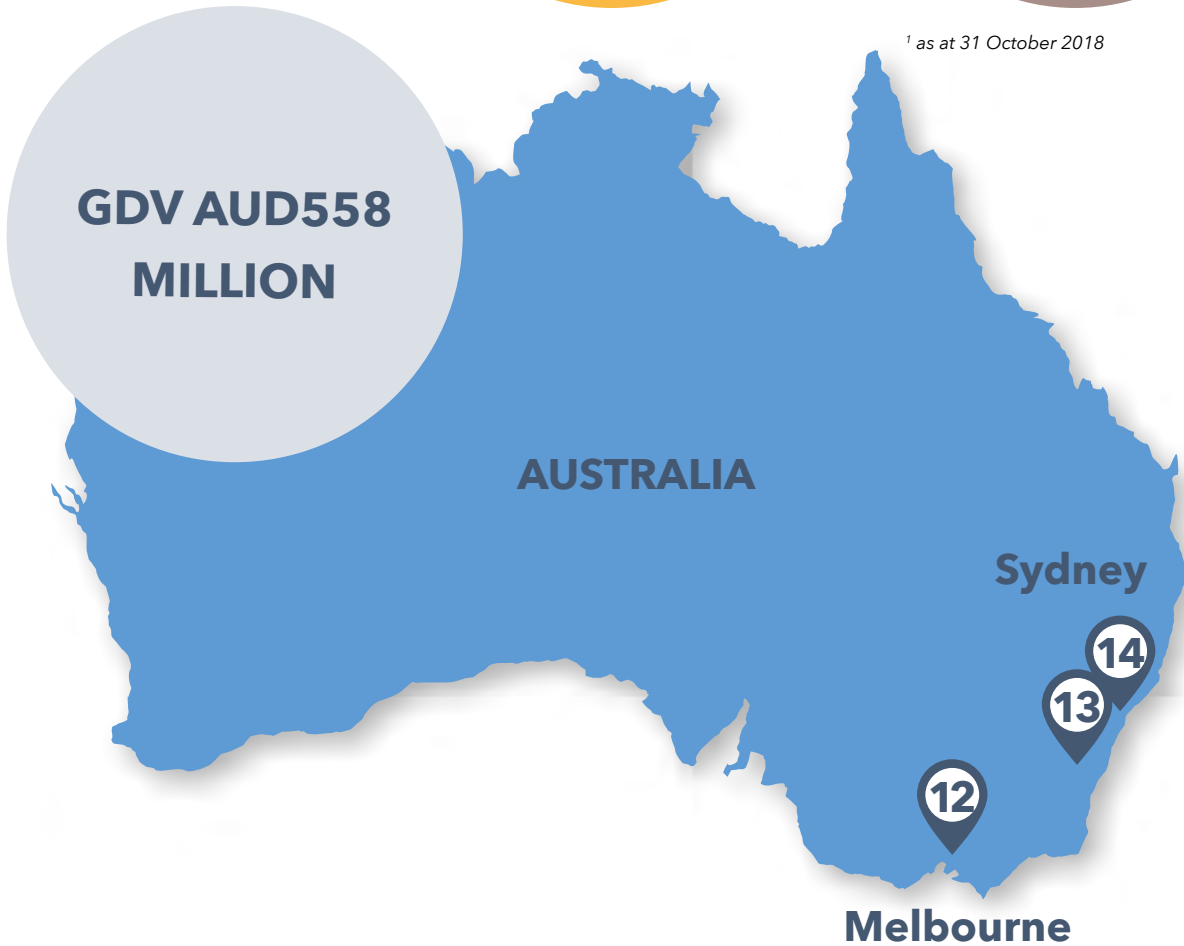 ¹ as at 31 October 2018
GDV AUD558
MILLION
AUSTRALIA
Sydney
14
13
12
Melbourne